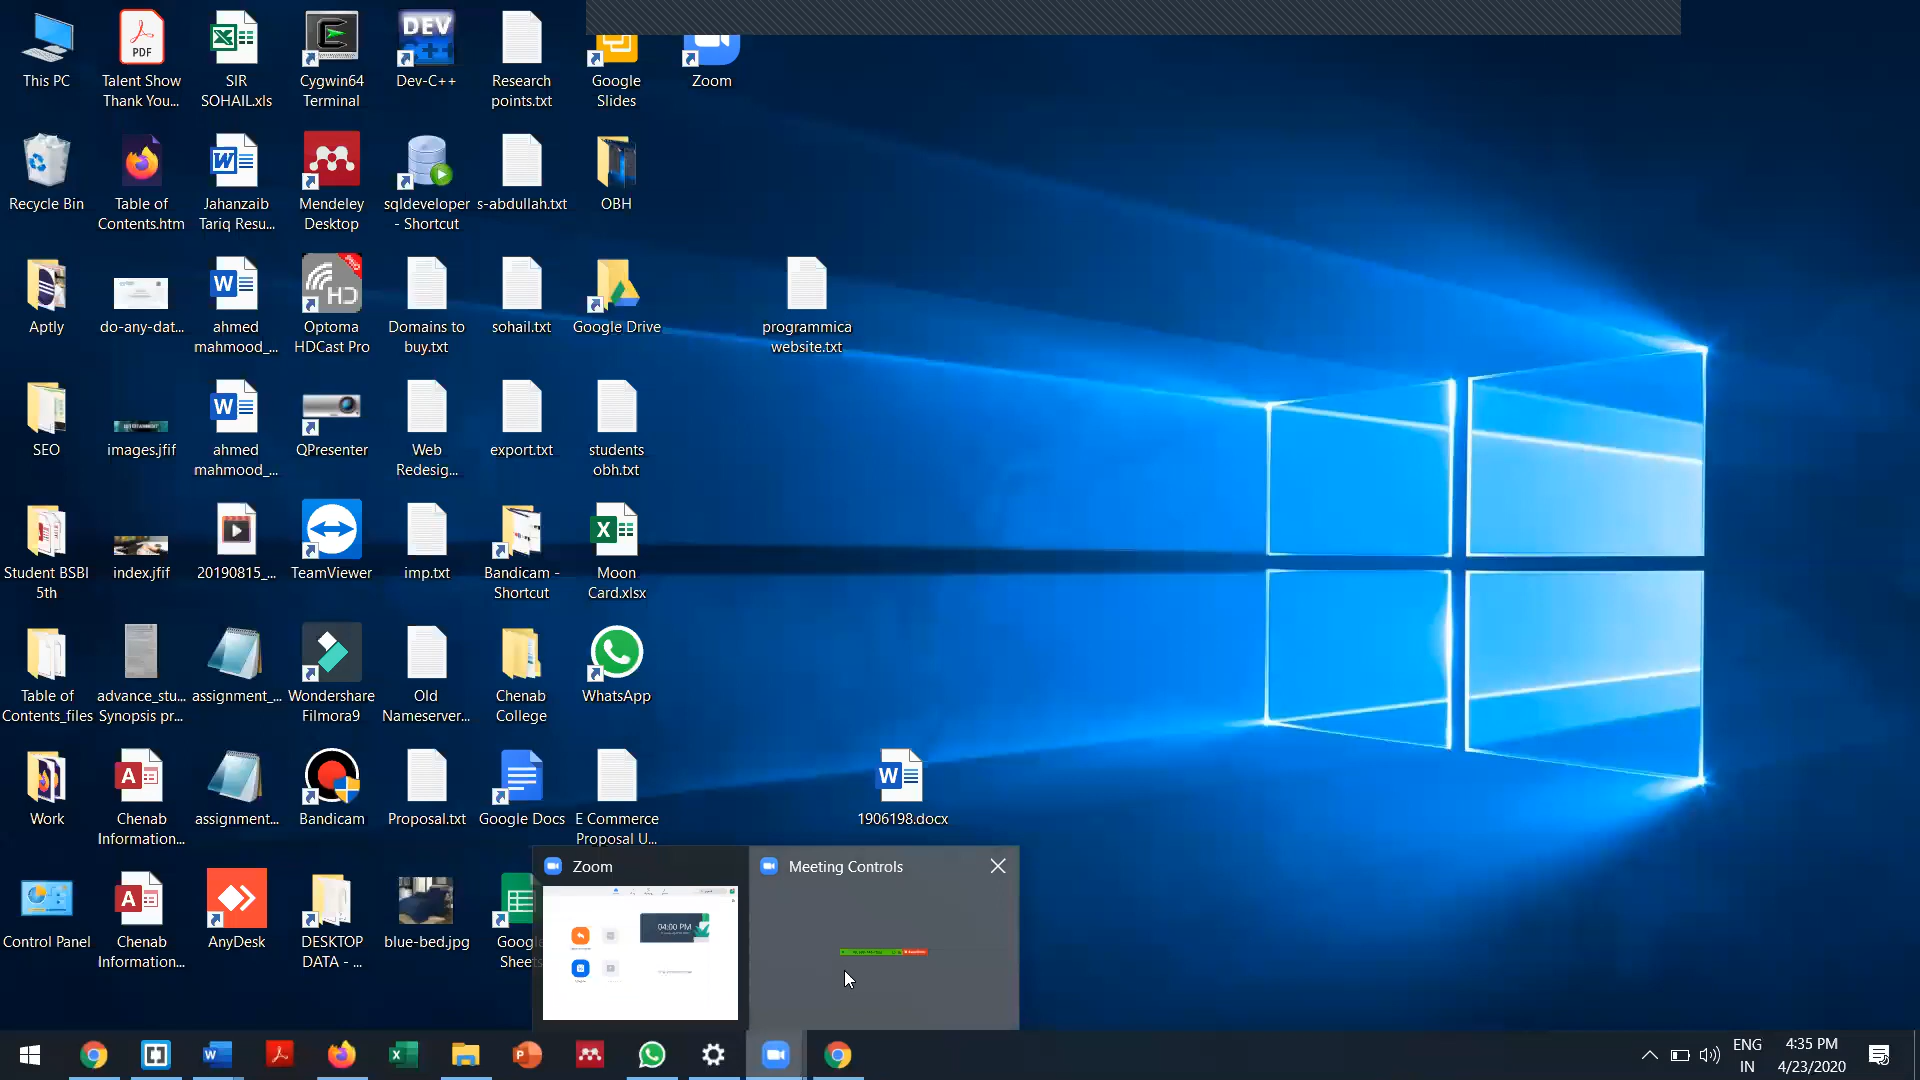 This PC
Talent Show
Thank You...
SIR
SOHAIL.xls
Cygwin64
Terminal
DEV
Dev-C++
Research
points.txt
Google
Slides
Zoom
PDF
Recycle Bin
Table of
Contents.htm
Jahanzaib
Tariq Resu...
Mendeley
Desktop
sqldeveloper
- Shortcut
s-abdullah.txt
OBH
Aptly
do-any-dat...
ahmed
mahmood_...
HD
Optoma
HDCast Pro
Domains to
buy.txt
sohail.txt
Google Drive
programmica
website.txt
SEO
images.jfif
ahmed
mahmood_...
QPresenter
Web
Redesig...
export.txt
students
obh.txt
Student BSBI
5th
index.jfif
20190815_...
TeamViewer
imp.txt
Bandicam -
Shortcut
Moon
Card.xlsx
Table of
Contents_files
advance_stu...
Synopsis pr...
assignment_...
Wondershare
Filmora9
Old
Nameserver...
Chenab
College
WhatsApp
Work
Chenab
Information...
assignment...
Bandicam
Proposal.txt
Google Docs
E Commerce
Proposal U...
1906198.docx
Control Panel
Chenab
Information...
AnyDesk
DESKTOP
DATA - ...
blue-bed.jpg
Zoom
Meeting Controls
04:00 PM
ENG
IN
4:35 PM
4/23/2020